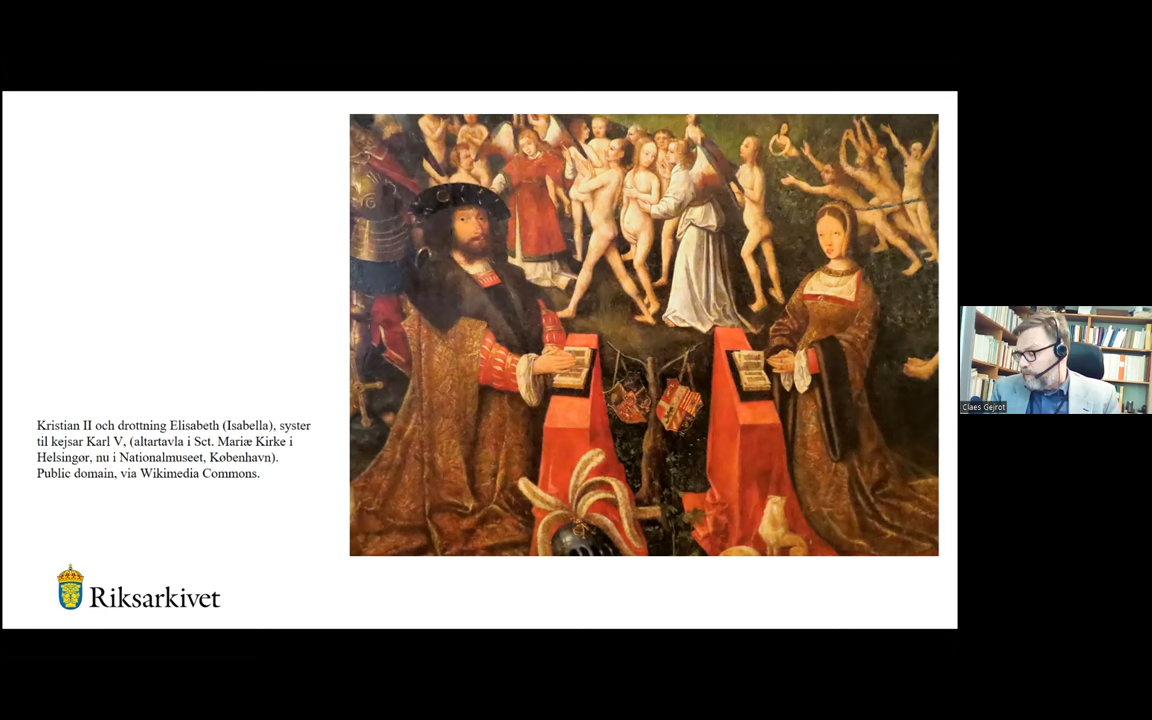 Kristian II och drottning Elisabeth (Isabella), syster
til kejsar Karl V, (altartavla i Sct. Mariæ Kirke i
Helsingør, nu i Nationalmuseet, København).
Public domain, via Wikimedia Commons.
Riksarkivet
Claes Gejrot